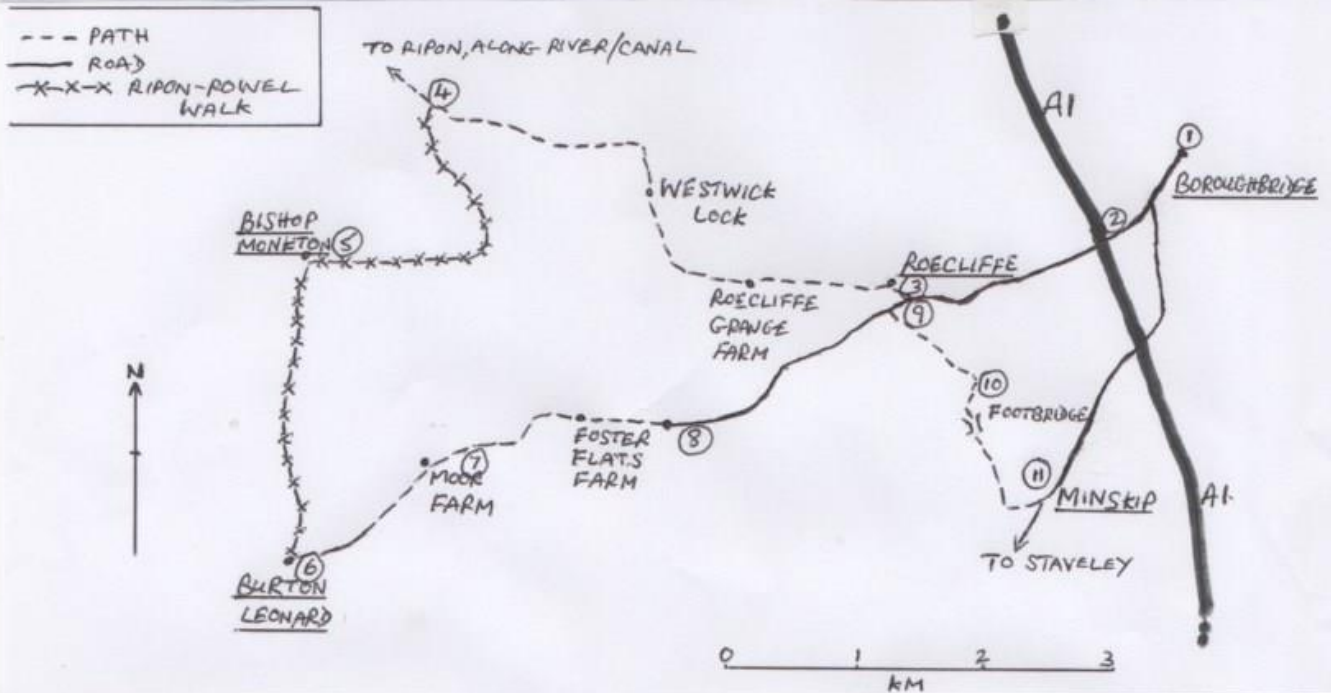 PATH
ROAD
RIPON-ROWEL
WALK
TO RIPON, ALONG RIVER/CANAL
4
A1
1
BOROUGHBRIDGE
2
WESTWICK
LOCK
BISHOP
MONKTON 5
ROECLIFFE
3
ROECLIFFE
GRANGE
FARM
9
N
10
FOOTBRIDGE
FOSTER
FLATS
FARM
8
7
MOOR
FARM
11
MINSKIP
A1
TO STAVELEY
6
BURTON
LEONARD
0 1 2 3
KM